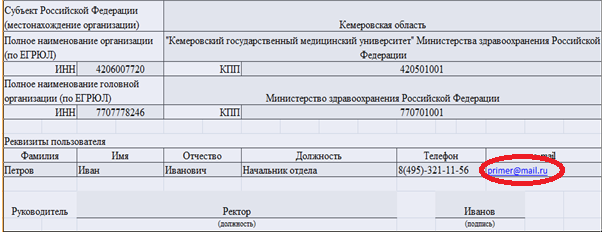 Субъект Российской Федерации
(местонахождение организации) Кемеровская область
Полное наименование организации "Кемеровский государственный медицинский университет" Министерства здравоохранения Российской
(по ЕГРЮЛ) Федерации
ИНН 4206007720 КПП 420501001
Полное наименование головной
организации (по ЕГРЮЛ) Министерство здравоохранения Российской Федерации
ИНН 7707778246 КПП 770701001
Реквизиты пользователя
Фамилия Имя Отчество Должность Телефон mail
Петров Иван Иванович Начальник отдела 8(495)-321-11-56 primer@mail.ru
Руководитель Ректор Иванов
(должность) (подпись)